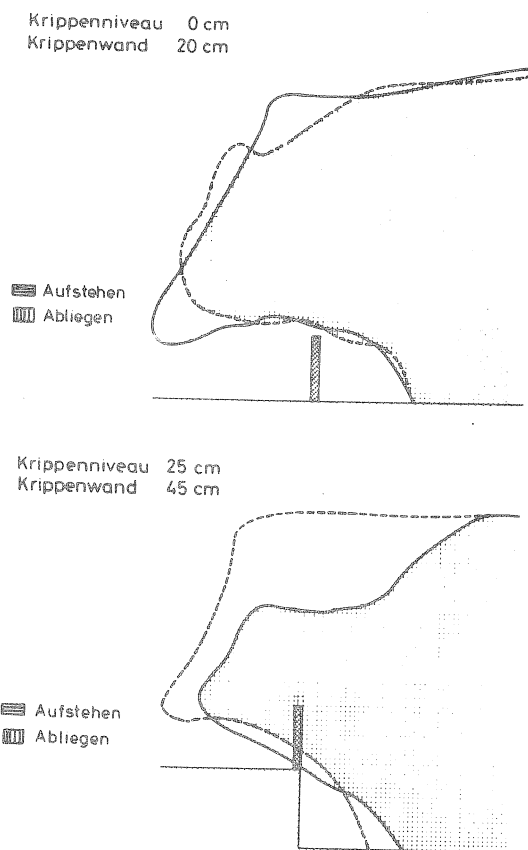 Krippenniveau 0 cm
Krippenwand 20 cm
Aufstehen
Abliegen
Krippenniveau 25 cm
Krippenwand 45 cm
Aufstehen
Abliegen